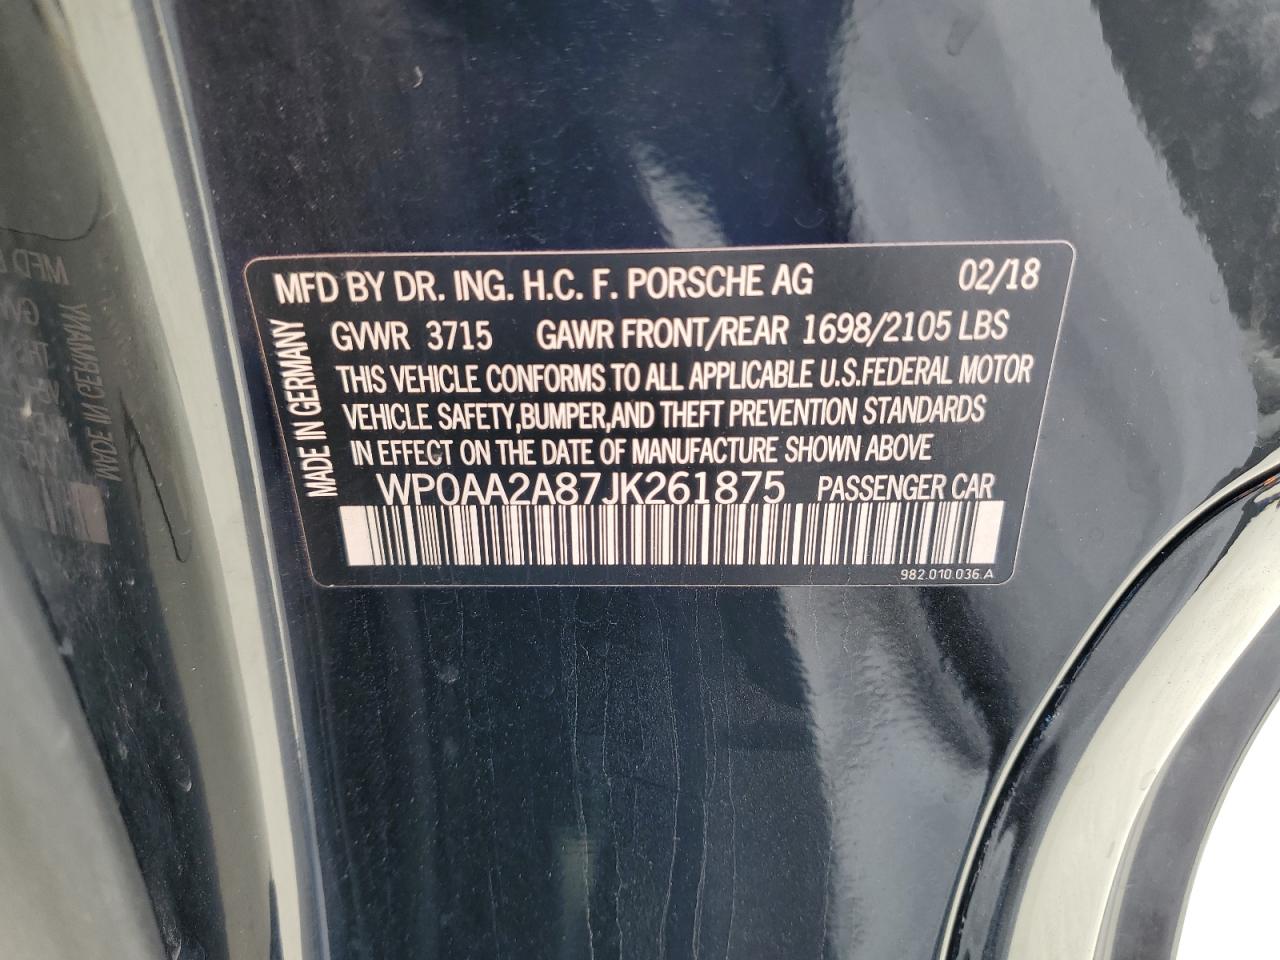 MFD BY DR. ING. H.C. F. PORSCHE AG 02/18
GVWR 3715 GAWR FRONT/REAR 1698/2105 LBS
THIS VEHICLE CONFORMS TO ALL APPLICABLE U.S.FEDERAL MOTOR
VEHICLE SAFETY,BUMPER,AND THEFT PREVENTION STANDARDS
IN EFFECT ON THE DATE OF MANUFACTURE SHOWN ABOVE
WP0AA2A87JK261875 PASSENGER CAR
982.010.036.A
MADE IN GERMANY